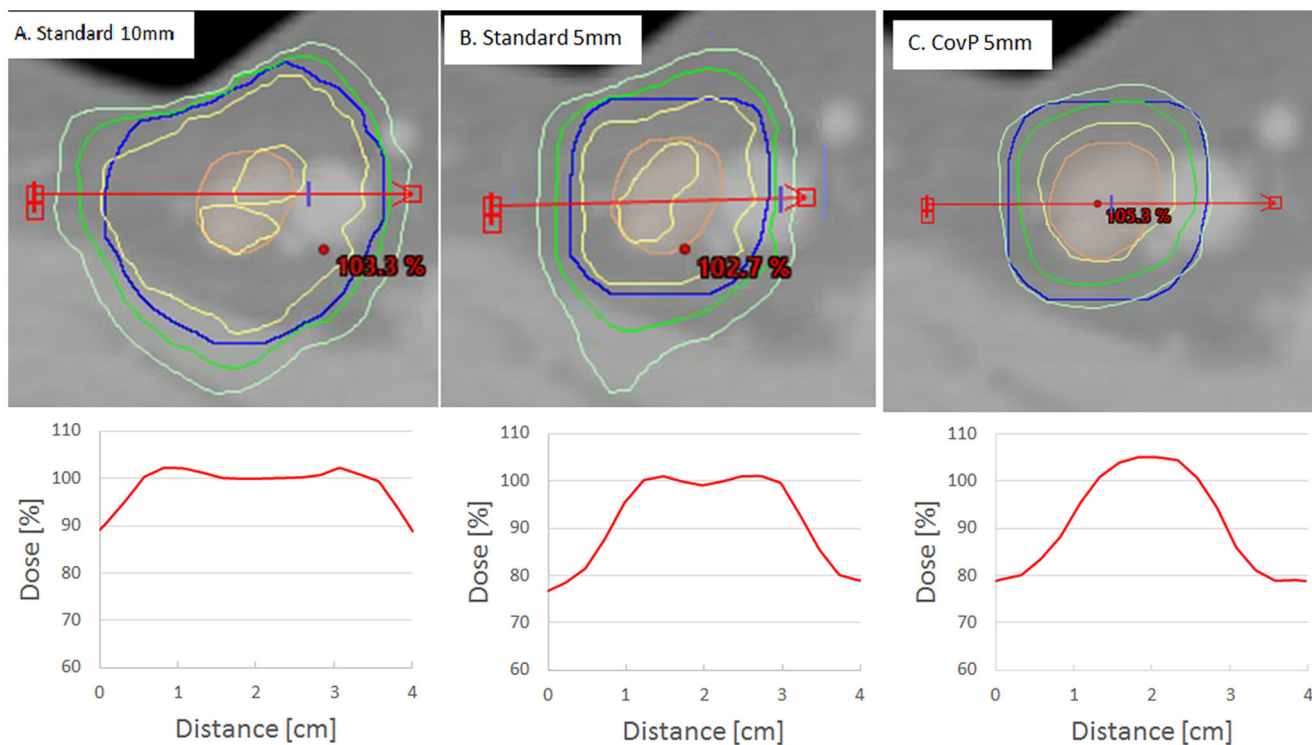 A. Standard 10mm
B. Standard 5mm
C. CovP 5mm
103.3 %
102.7 %
105.3 %
110
100
90
80
70
60
Dose [%]
0 1 2 3 4
Distance [cm]
110
100
90
80
70
60
Dose [%]
0 1 2 3 4
Distance [cm]
110
100
90
80
70
60
Dose [%]
0 1 2 3 4
Distance [cm]